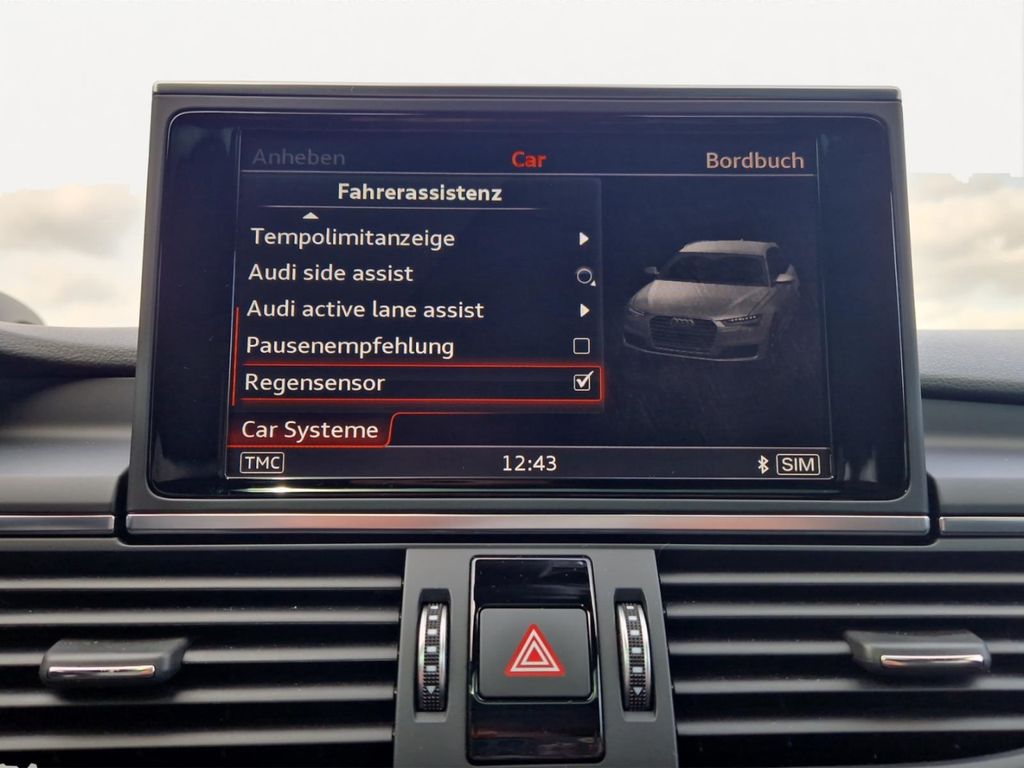 Anheben Car Bordbuch
Fahrerassistenz
Tempolimitanzeige
Audi side assist
Audi active lane assist
Pausenempfehlung
Regensensor
Car Systeme
TMC 12:43 SIM